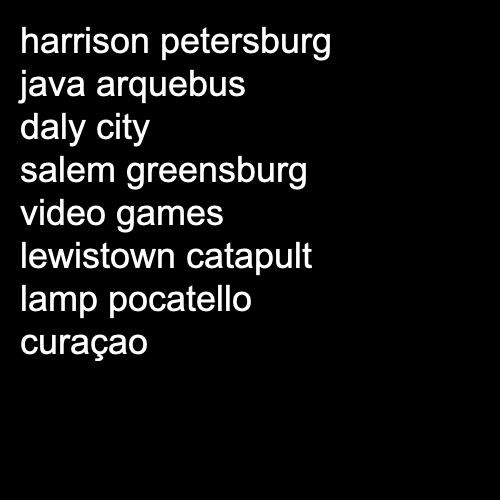 harrison petersburg
java arquebus
daly city
salem greensburg
video games
lewistown catapult
lamp pocatello
curaçao